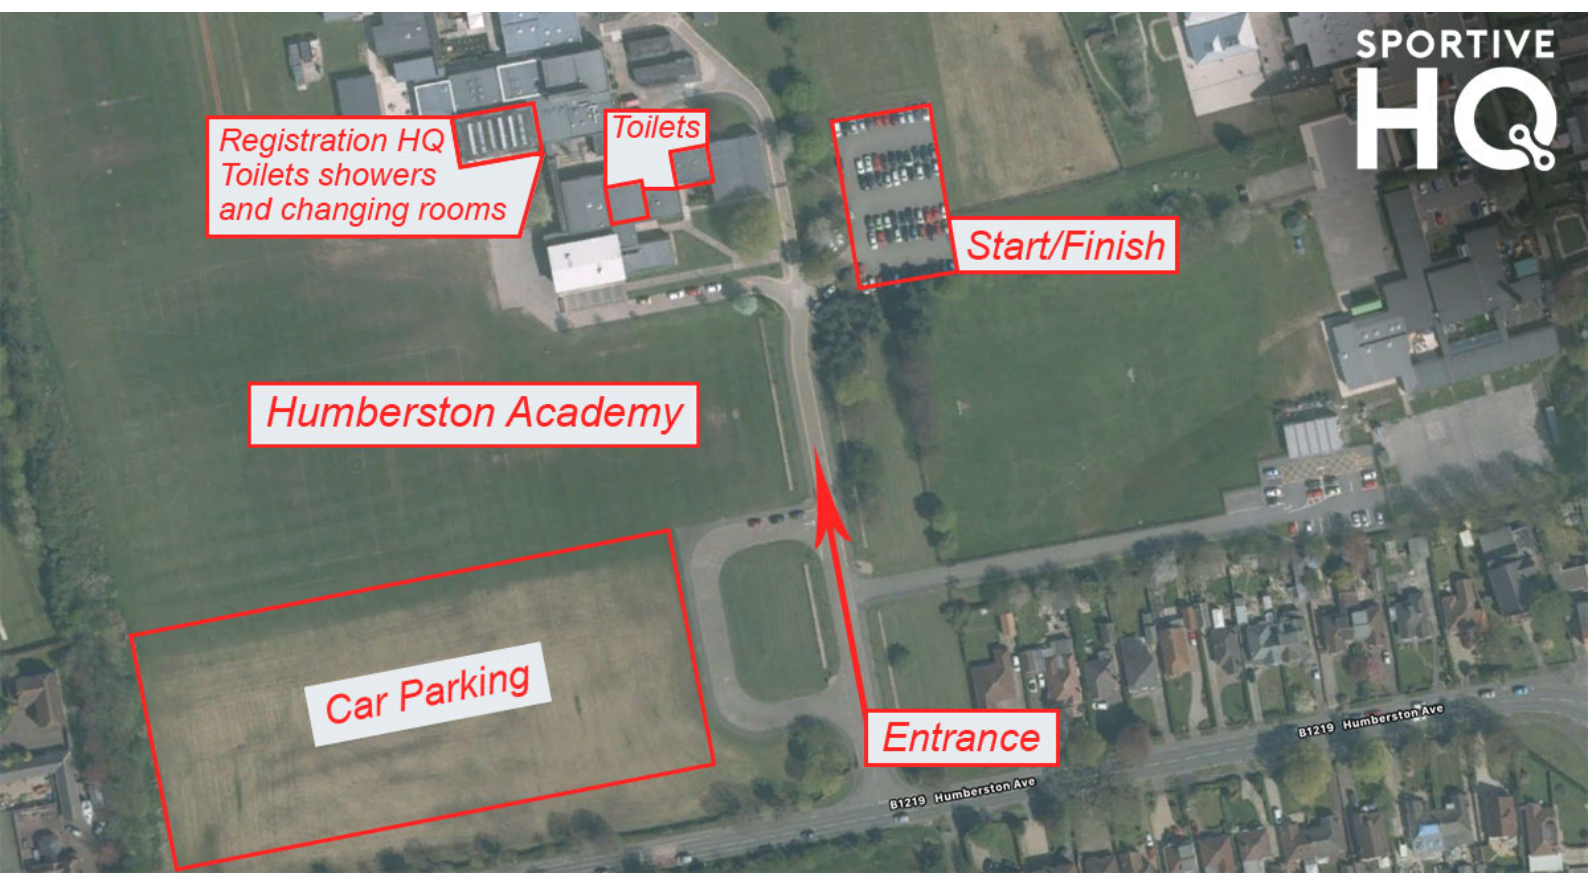 SPORTIVE
HQ
Registration HQ
Toilets showers
and changing rooms
Toilets
Start/Finish
Humberston Academy
Car Parking
Entrance
B1219 Humberston Ave
B1219 Humberston Ave